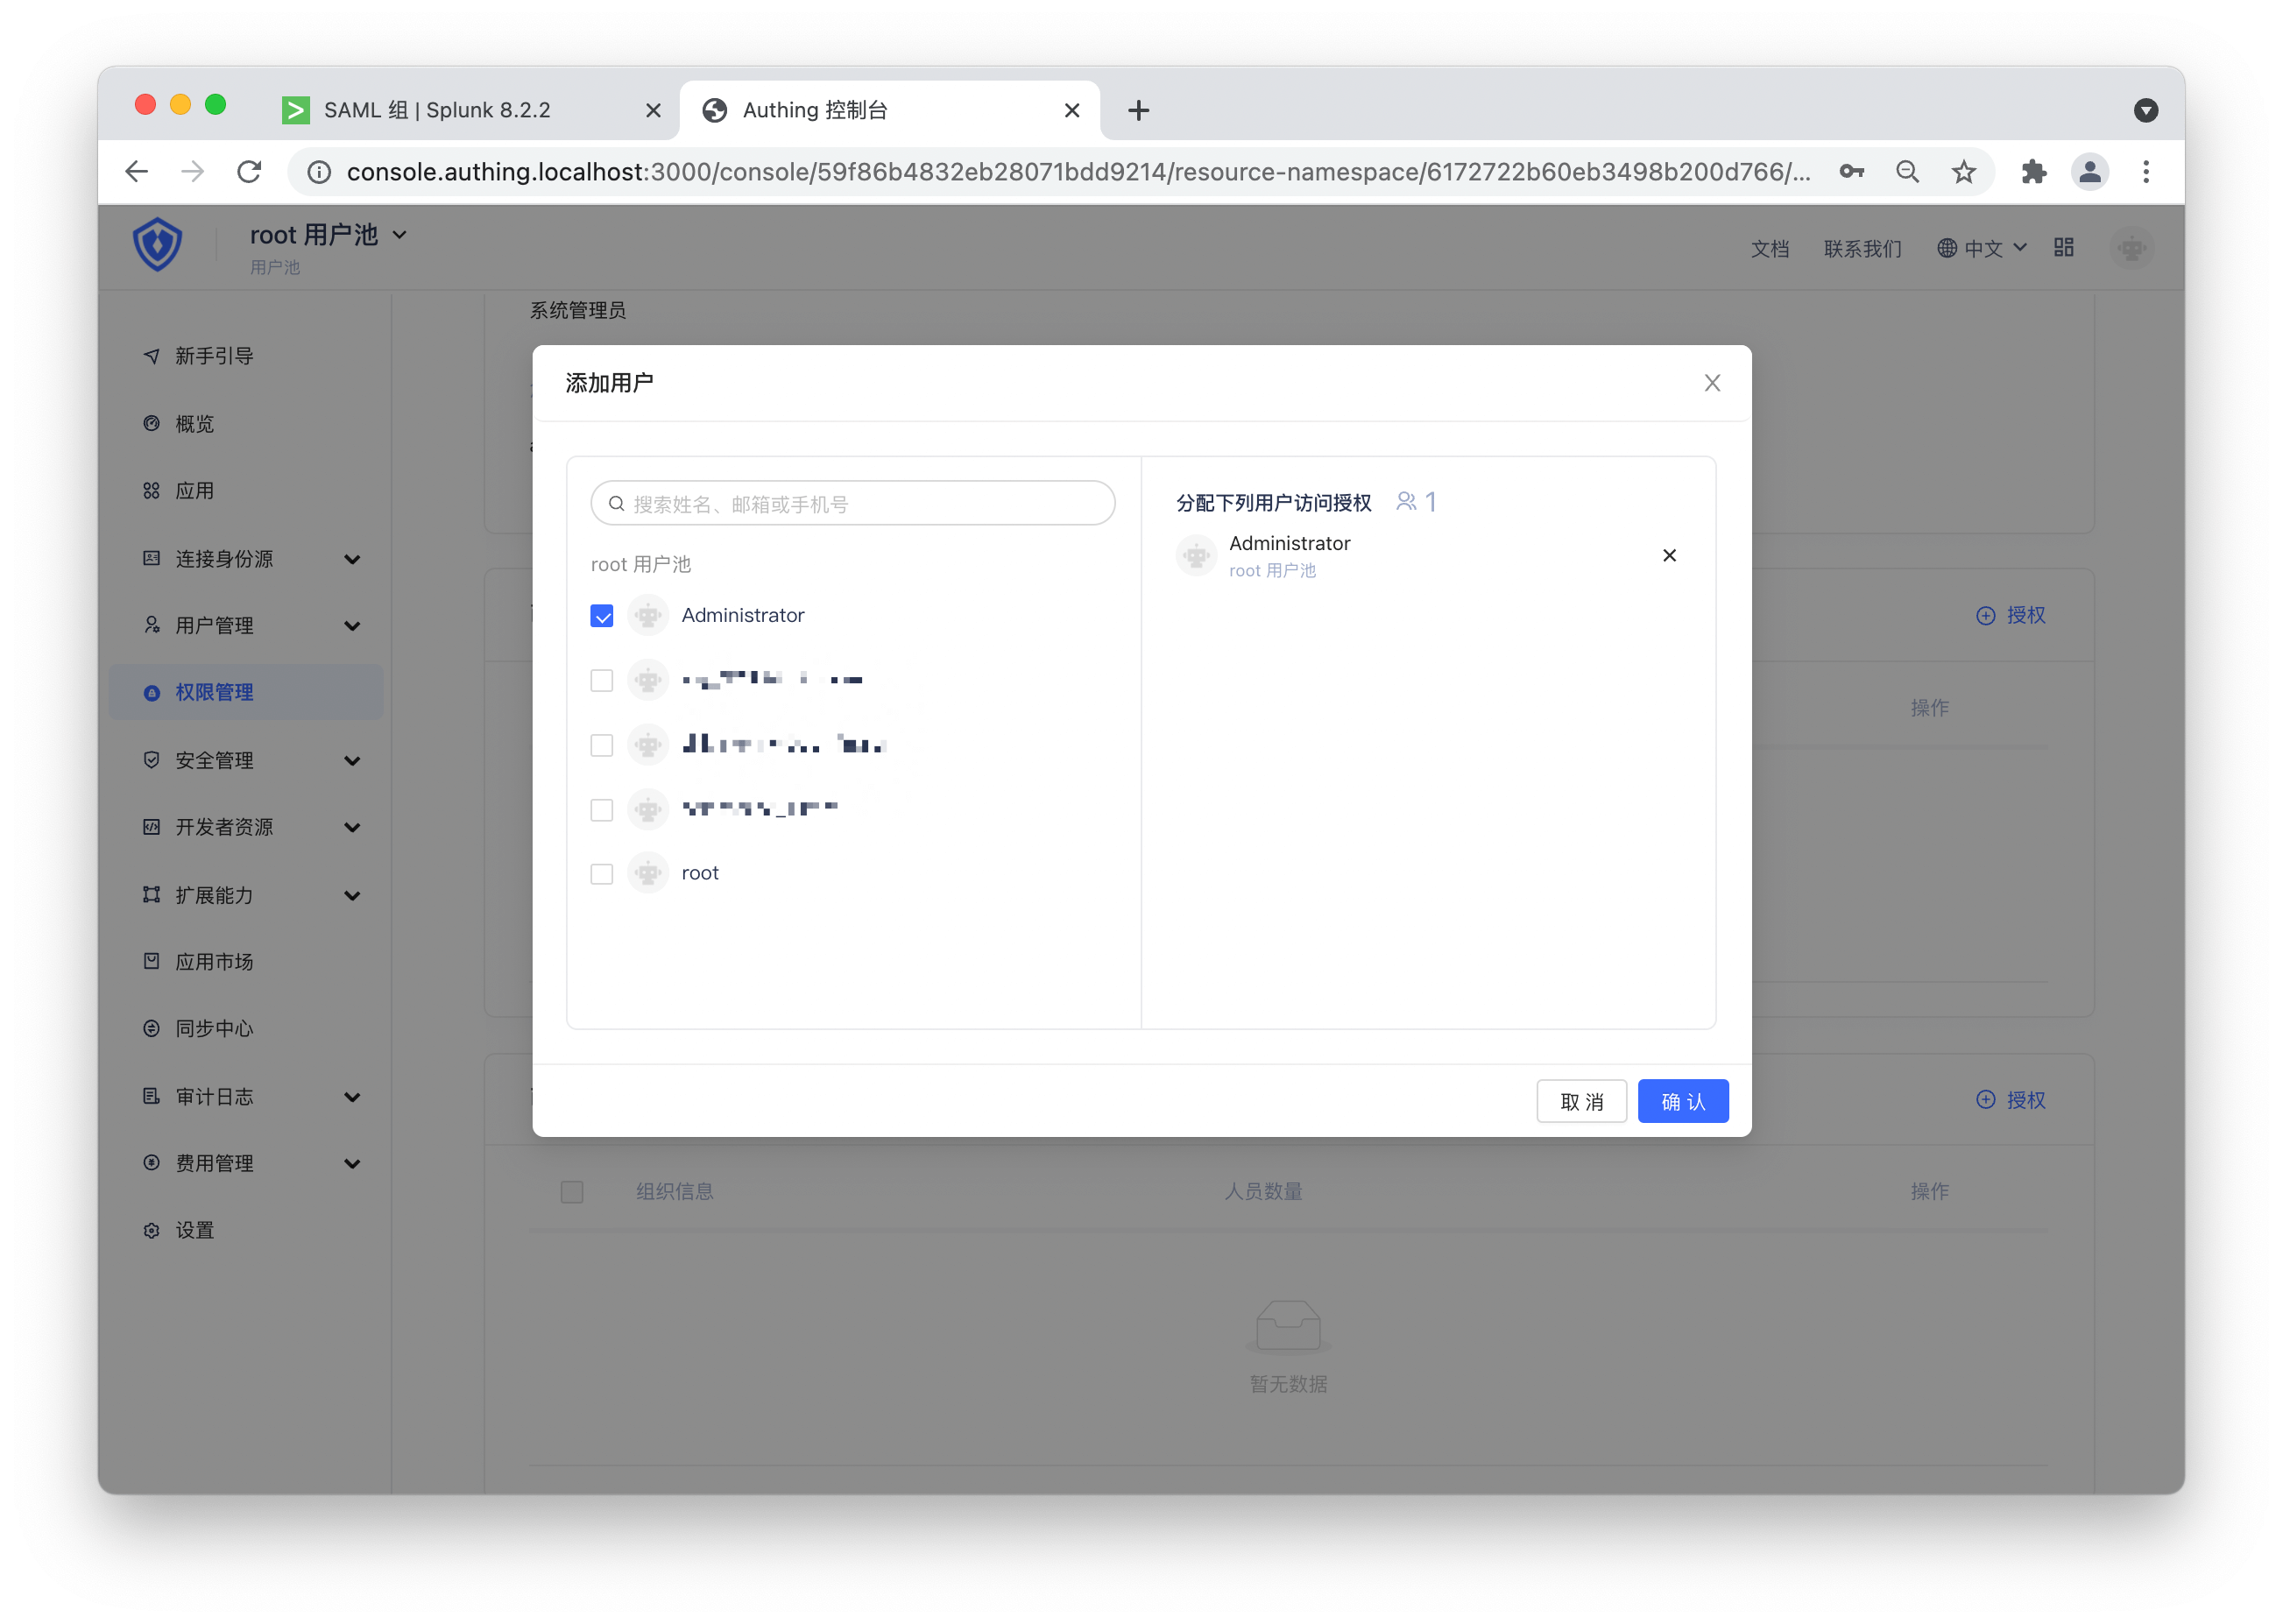 SAML 组 | Splunk 8.2.2
Authing 控制台
console.authing.localhost:3000/console/59f86b4832eb28071bdd9214/resource-namespace/6172722b60eb3498b200d766/...
root 用户池
用户池
文档
联系我们
中文
新手引导
概览
应用
连接身份源
用户管理
权限管理
安全管理
开发者资源
扩展能力
应用市场
同步中心
审计日志
费用管理
设置
系统管理员
添加用户
搜索姓名、邮箱或手机号
root 用户池
Administrator
root
分配下列用户访问授权 1
Administrator
root 用户池
取 消
确 认
授权
操作
授权
组织信息
人员数量
操作
暂无数据